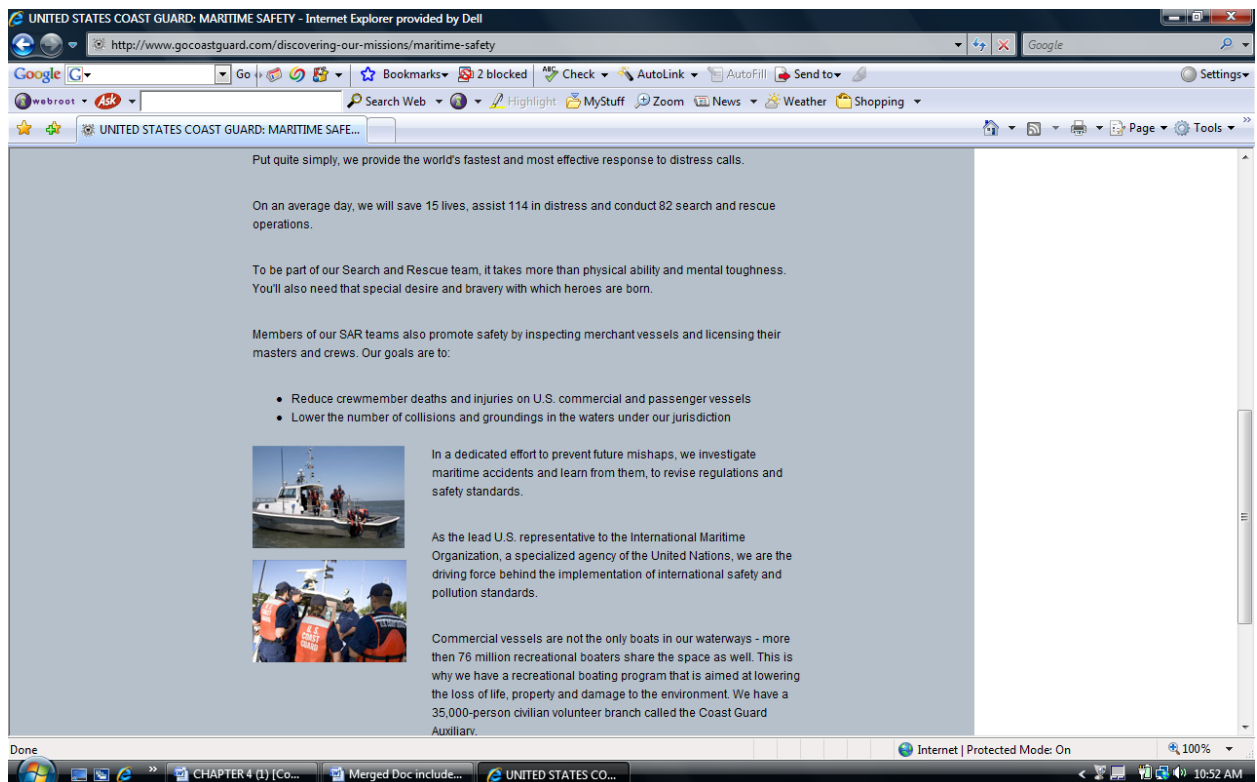 UNITED STATES COAST GUARD: MARITIME SAFETY - Internet Explorer provided by Dell
http://www.gocoastguard.com/discovering-our-missions/maritime-safety
Google
Google G Go Bookmarks 2 blocked ABC Check AutoLink AutoFill Send to Settings
webroot Ask Search Web Highlight MyStuff Zoom News Weather Shopping
UNITED STATES COAST GUARD: MARITIME SAFE... Page Tools »
Put quite simply, we provide the world's fastest and most effective response to distress calls.
On an average day, we will save 15 lives, assist 114 in distress and conduct 82 search and rescue
operations.
To be part of our Search and Rescue team, it takes more than physical ability and mental toughness.
You'll also need that special desire and bravery with which heroes are born.
Members of our SAR teams also promote safety by inspecting merchant vessels and licensing their
masters and crews. Our goals are to:
• Reduce crewmember deaths and injuries on U.S. commercial and passenger vessels
• Lower the number of collisions and groundings in the waters under our jurisdiction
In a dedicated effort to prevent future mishaps, we investigate
maritime accidents and learn from them, to revise regulations and
safety standards.
As the lead U.S. representative to the International Maritime
Organization, a specialized agency of the United Nations, we are the
driving force behind the implementation of international safety and
pollution standards.
U.S.
COAST
GUARD
Commercial vessels are not the only boats in our waterways - more
then 76 million recreational boaters share the space as well. This is
why we have a recreational boating program that is aimed at lowering
the loss of life, property and damage to the environment. We have a
35,000-person civilian volunteer branch called the Coast Guard
Auxiliary.
Done Internet | Protected Mode: On 100%
» CHAPTER 4 (1) [Co... Merged Doc include... UNITED STATES CO... 10:52 AM